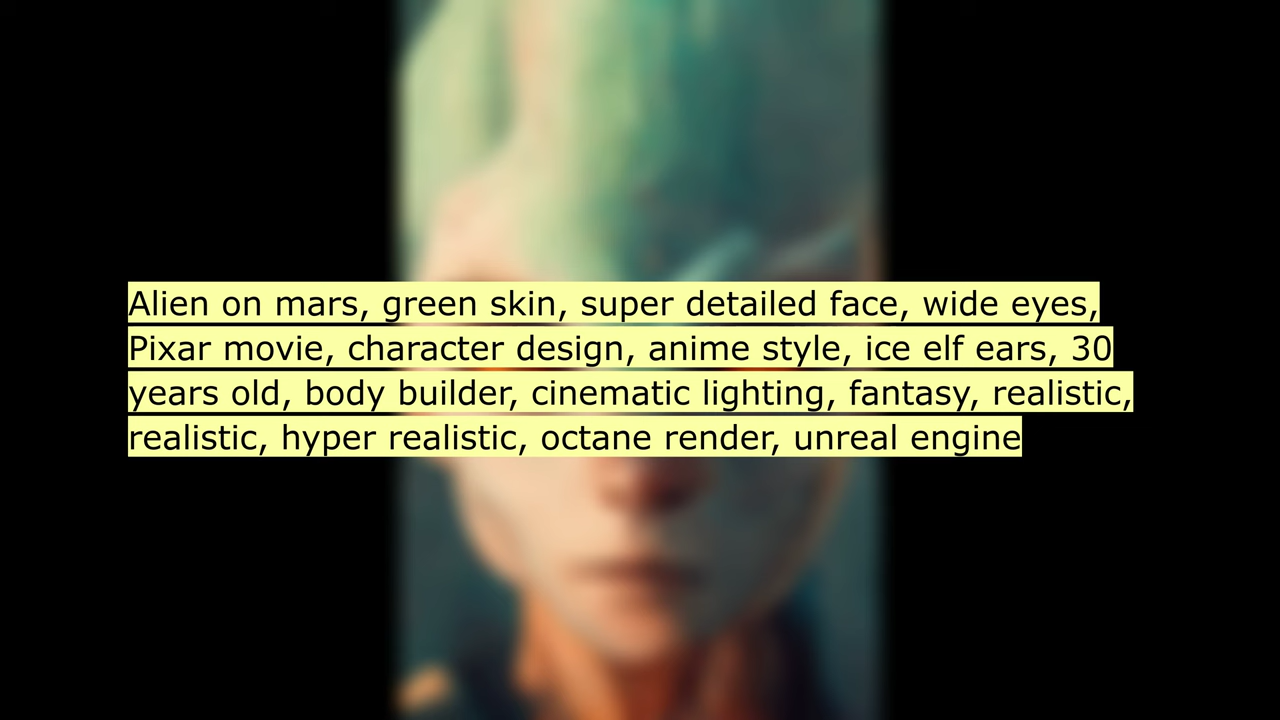 Alien on mars, green skin, super detailed face, wide eyes,
Pixar movie, character design, anime style, ice elf ears, 30
years old, body builder, cinematic lighting, fantasy, realistic,
realistic, hyper realistic, octane render, unreal engine